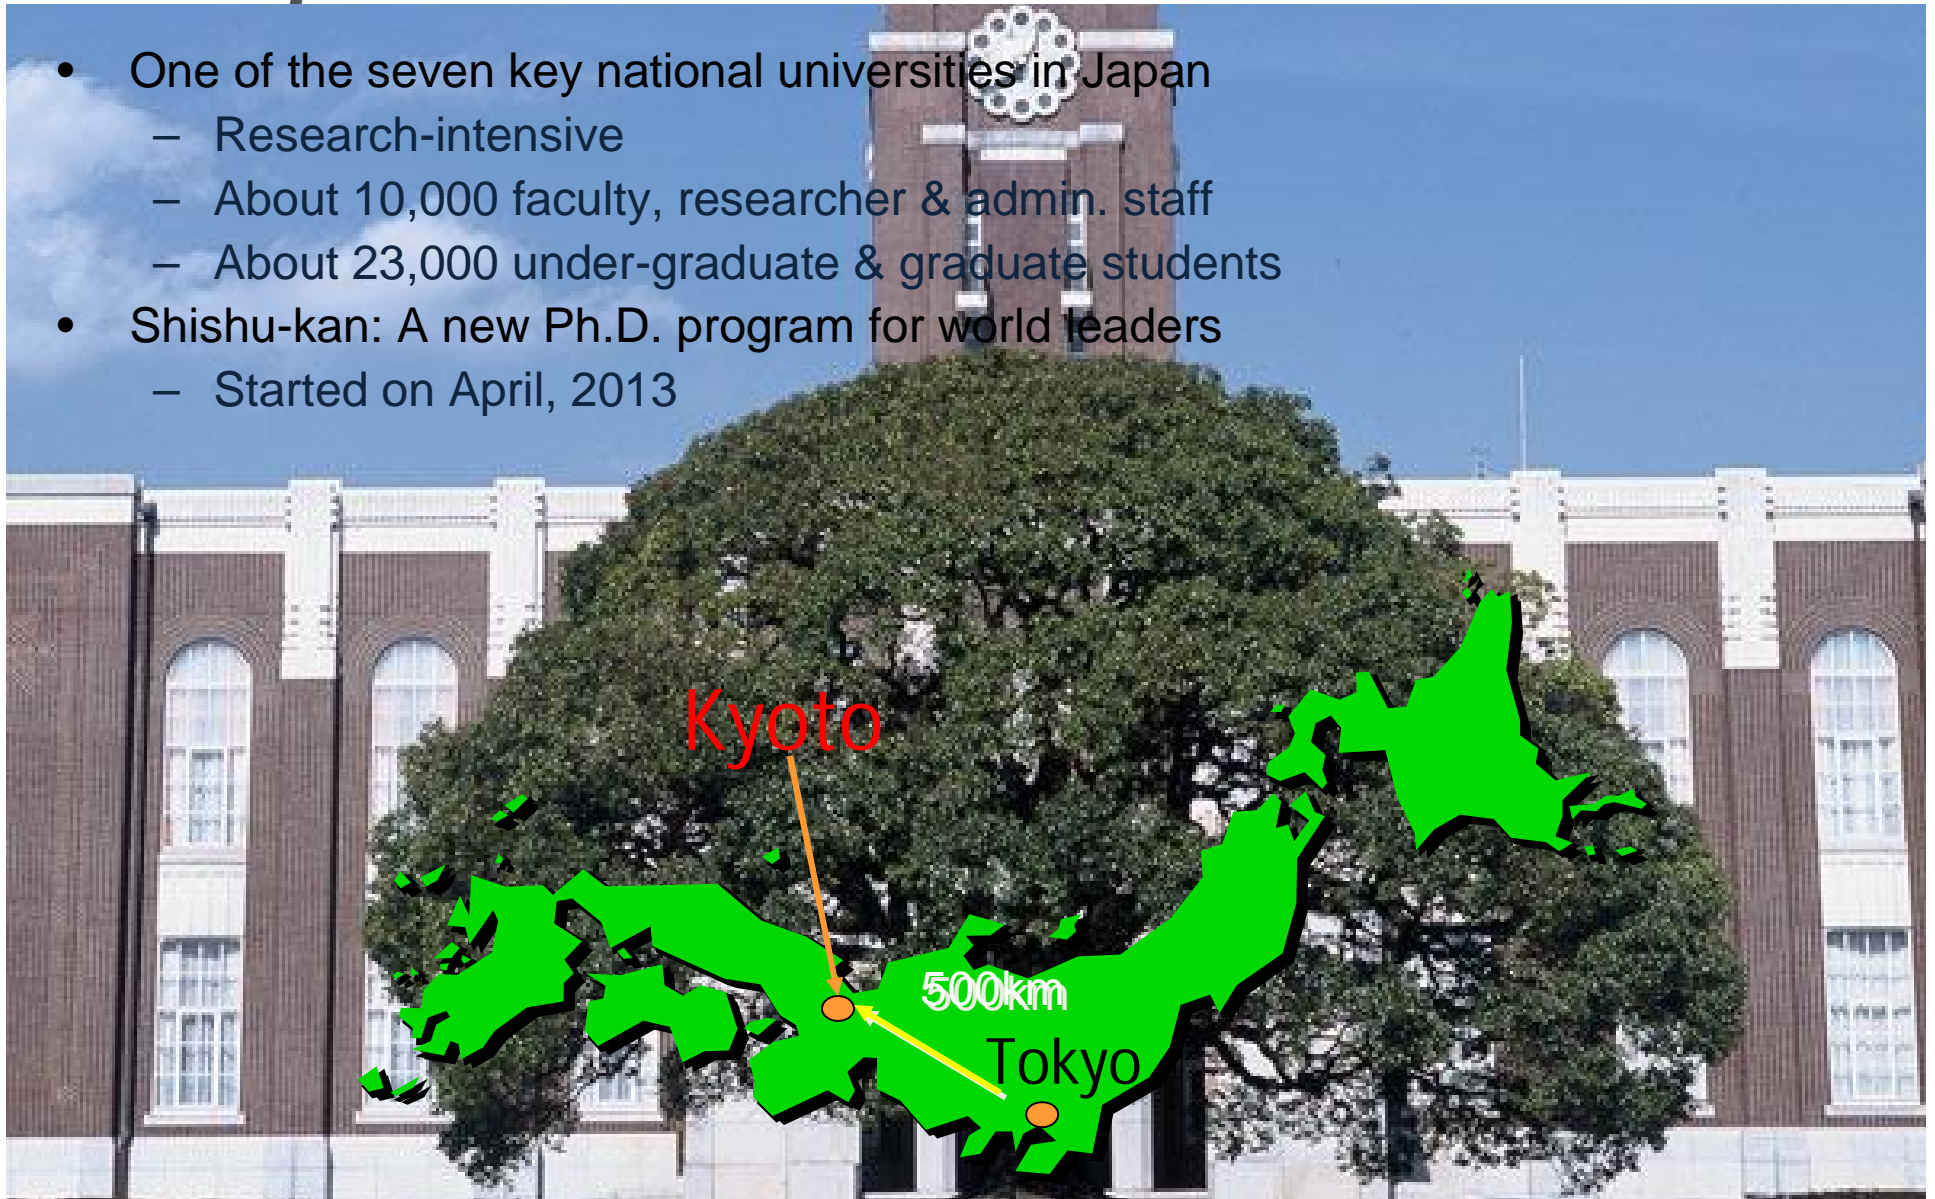 • One of the seven key national universities in Japan
– Research-intensive
– About 10,000 faculty, researcher & admin. staff
– About 23,000 under-graduate & graduate students
• Shishu-kan: A new Ph.D. program for world leaders
– Started on April, 2013
Kyoto
500km
Tokyo